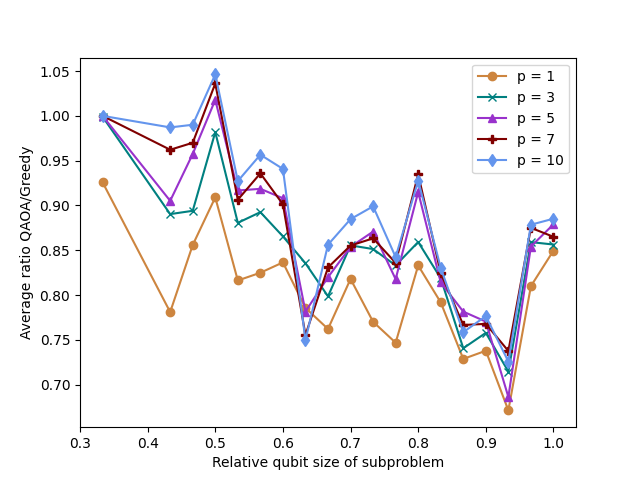 1.05
1.00
0.95
0.90
0.85
0.80
0.75
0.70
Average ratio QAOA/Greedy
p = 1
p = 3
p = 5
p = 7
p = 10
0.3 0.4 0.5 0.6 0.7 0.8 0.9 1.0
Relative qubit size of subproblem